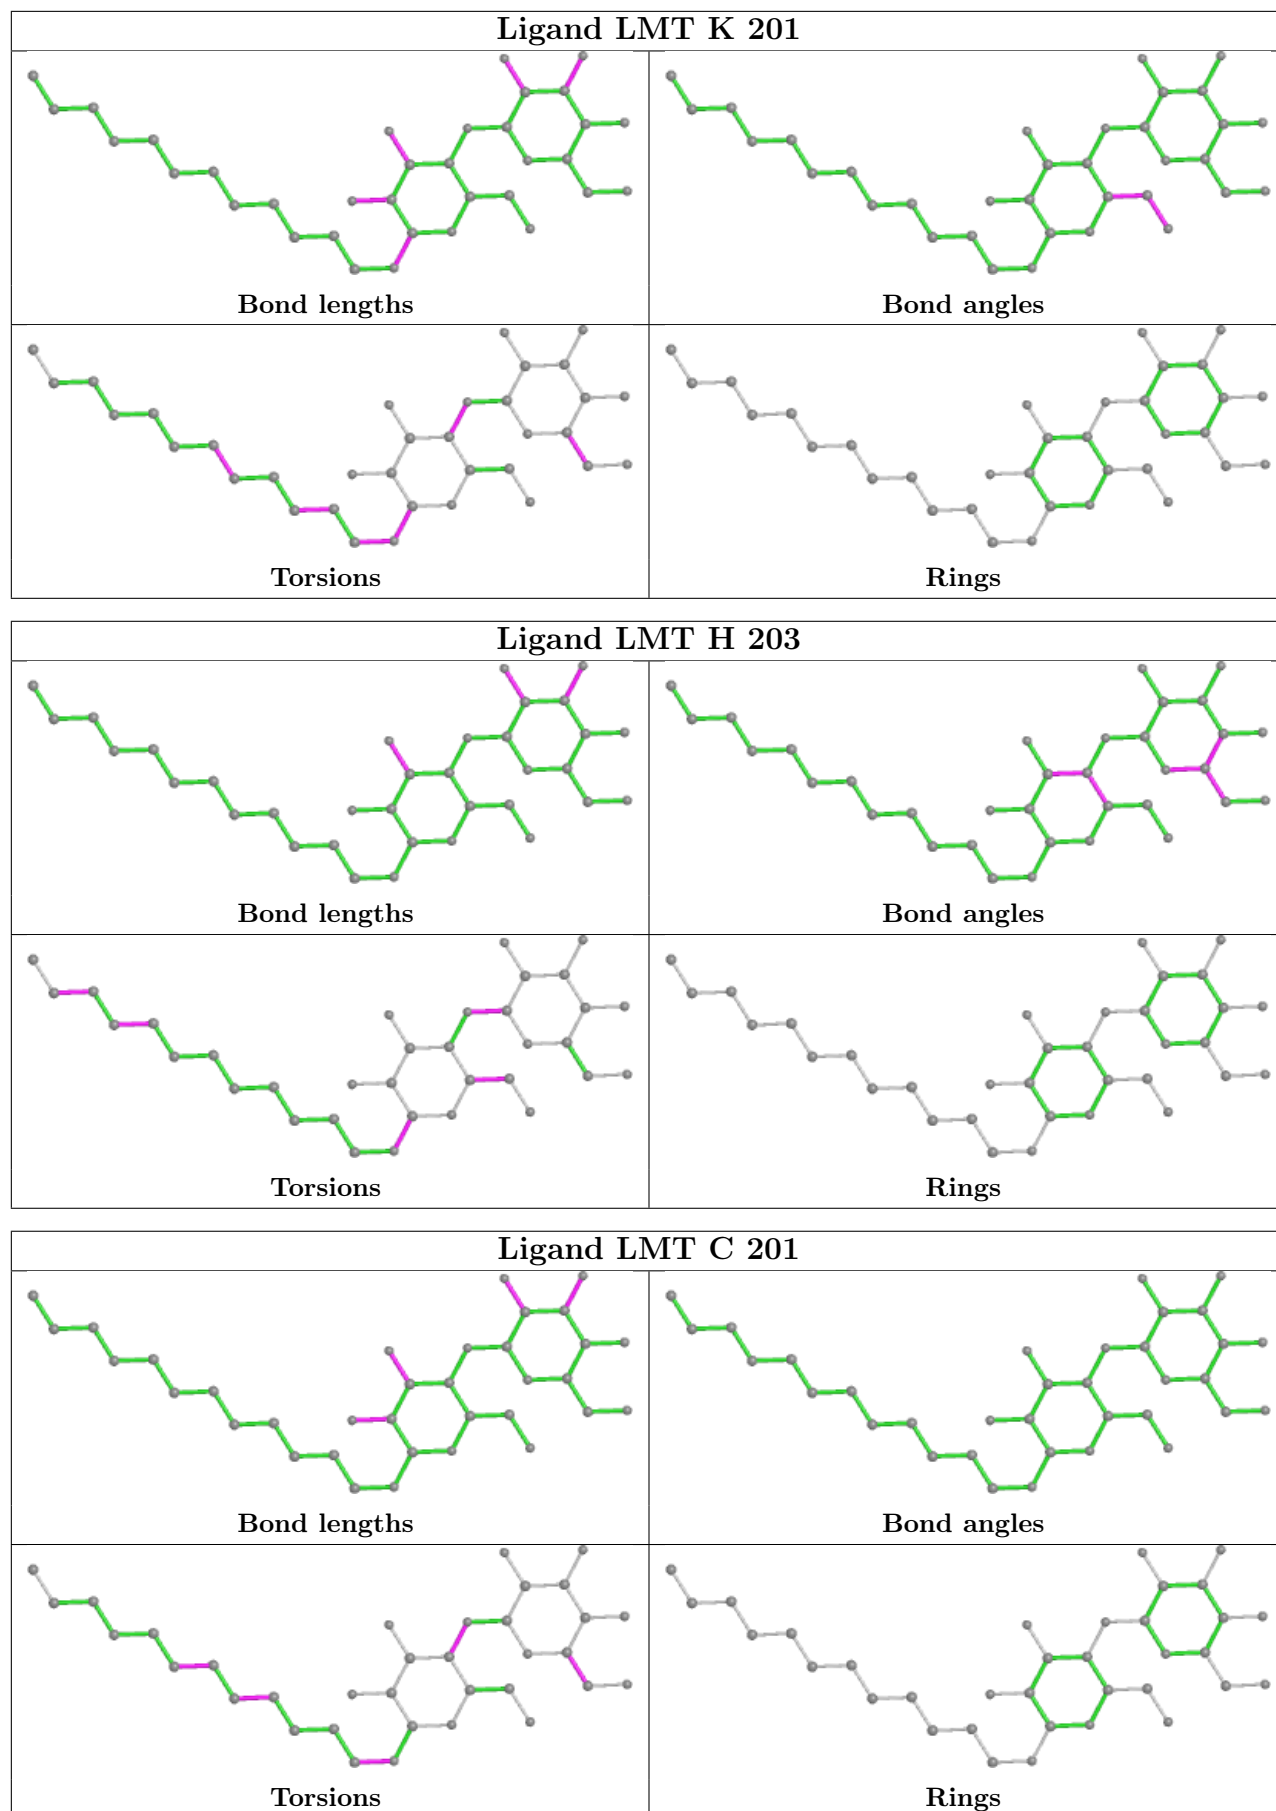 Ligand LMT K 201
Bond lengths
Bond angles
Torsions
Rings
Ligand LMT H 203
Bond lengths
Bond angles
Torsions
Rings
Ligand LMT C 201
Bond lengths
Bond angles
Torsions
Rings